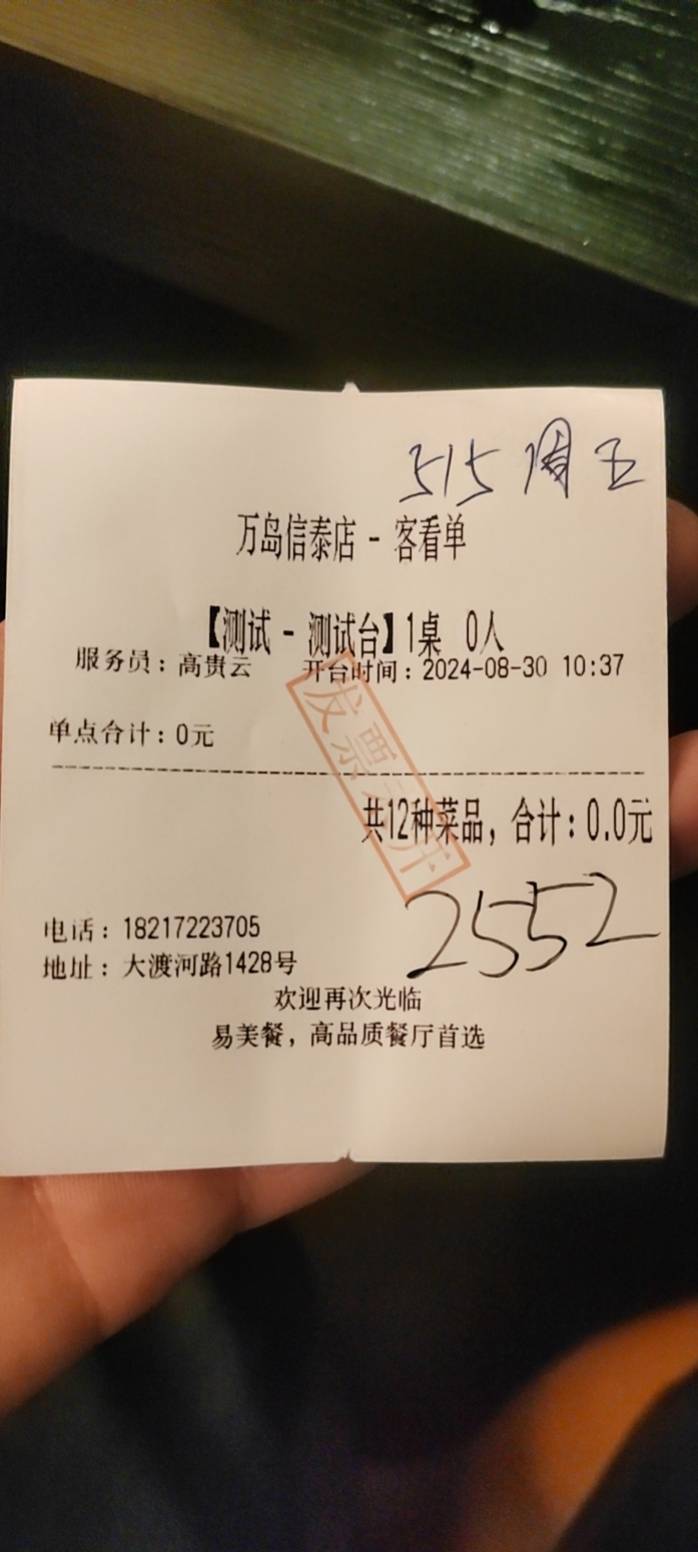 515 周五
万岛信泰店 - 客看单
【测试 - 测试台】1桌 0人
服务员：高贵云 开台时间：2024-08-30 10:37
单点合计：0元
发票已开
共12种菜品，合计：0.0元
2552
电话：18217223705
地址：大渡河路1428号
欢迎再次光临
易美餐，高品质餐厅首选